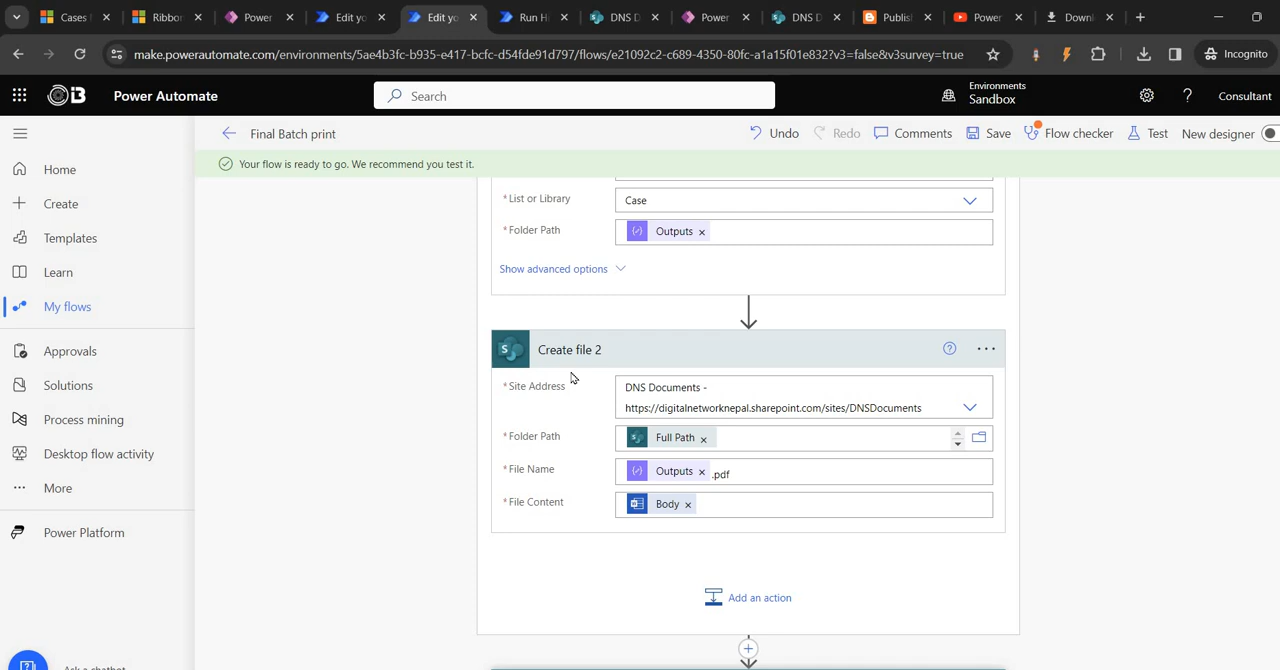 Cases
Ribbor
Power
Edit yo
Edit yo
Run Hi
DNS D
Power
DNS D
Publis
Power
Downl
make.powerautomate.com/environments/5ae4b3fc-b935-e417-bcfc-d54fde91d797/flows/e21092c2-c689-4350-80fc-a1a15f01e832?v3=false&v3survey=true
Incognito
Power Automate
Search
Environments
Sandbox
Consultant
Final Batch print
Undo
Redo
Comments
Save
Flow checker
Test
New designer
Your flow is ready to go. We recommend you test it.
Home
Create
Templates
Learn
My flows
Approvals
Solutions
Process mining
Desktop flow activity
More
Power Platform
Ask a chatbot
* List or Library
Case
* Folder Path
Outputs
Show advanced options
Create file 2
* Site Address
DNS Documents -
https://digitalnetworknepal.sharepoint.com/sites/DNSDocuments
* Folder Path
Full Path
* File Name
Outputs .pdf
* File Content
Body
Add an action